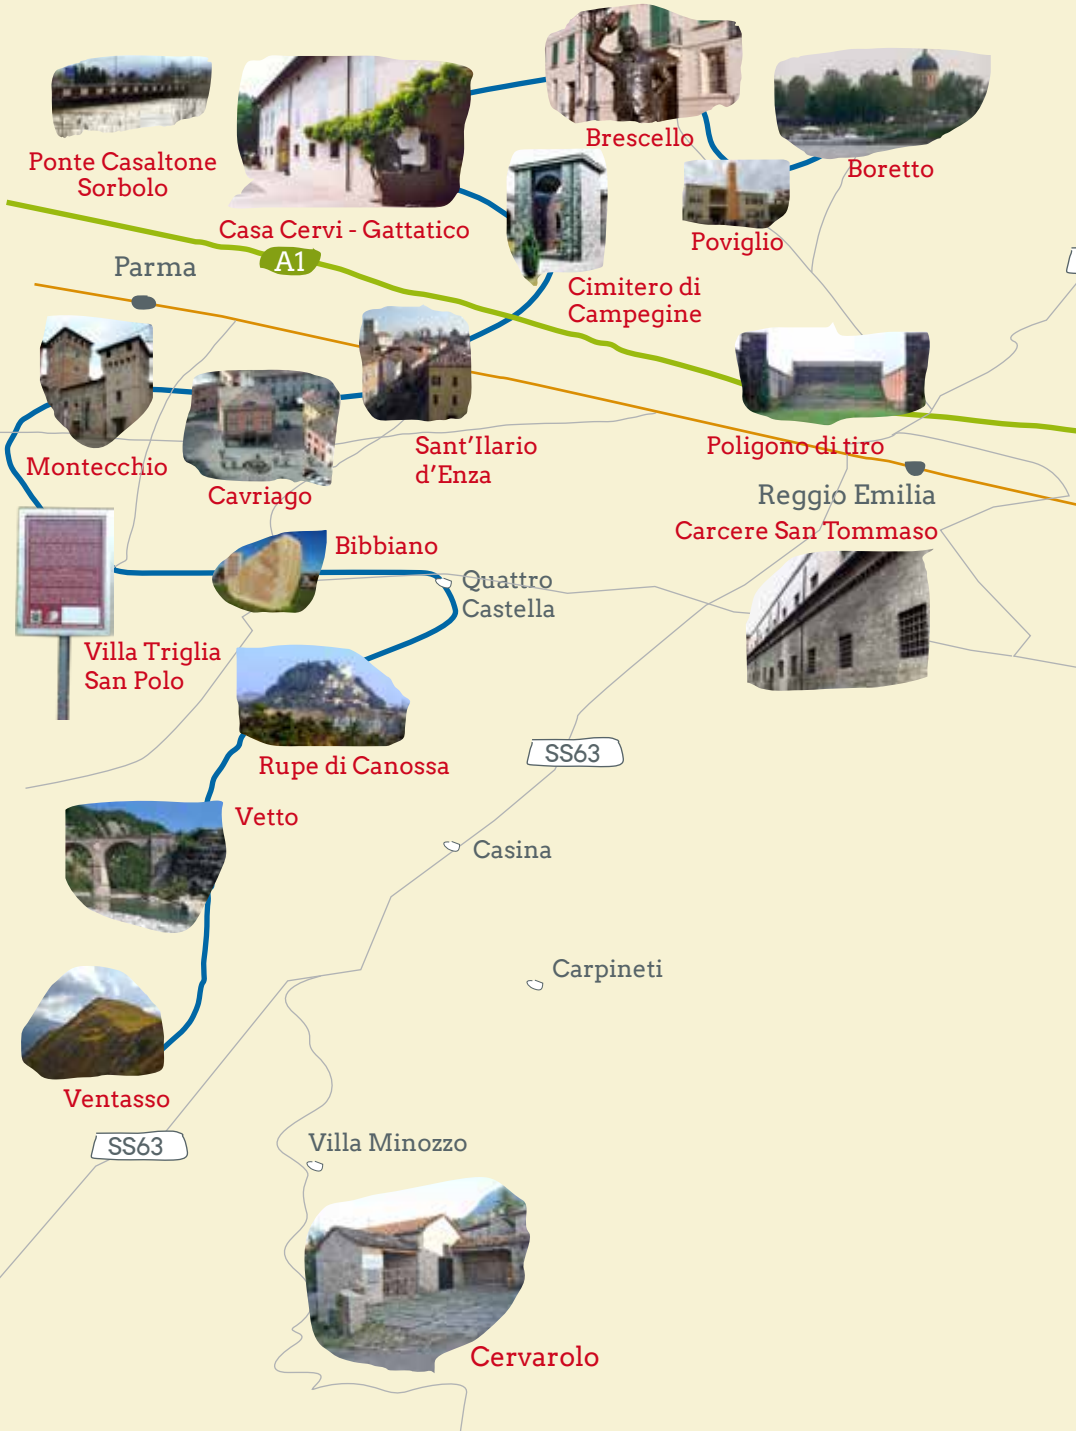 Ponte Casaltone
Sorbolo
Casa Cervi - Gattatico
Brescello
Boretto
Poviglio
A1
Parma
Cimitero di
Campegine
Montecchio
Cavriago
Sant'Ilario
d'Enza
Poligono di tiro
Reggio Emilia
Carcere San Tommaso
Bibbiano
Quattro
Castella
Villa Triglia
San Polo
Rupe di Canossa
SS63
Vetto
Casina
Carpineti
Ventasso
SS63
Villa Minozzo
Cervarolo